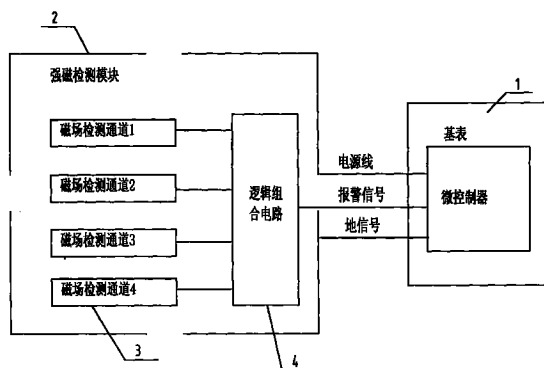 2
1
强磁检测模块
基表
磁场检测通道1
磁场检测通道2
磁场检测通道3
磁场检测通道4
逻辑组
合电路
电源线
报警信号
地信号
微控制器
3
4